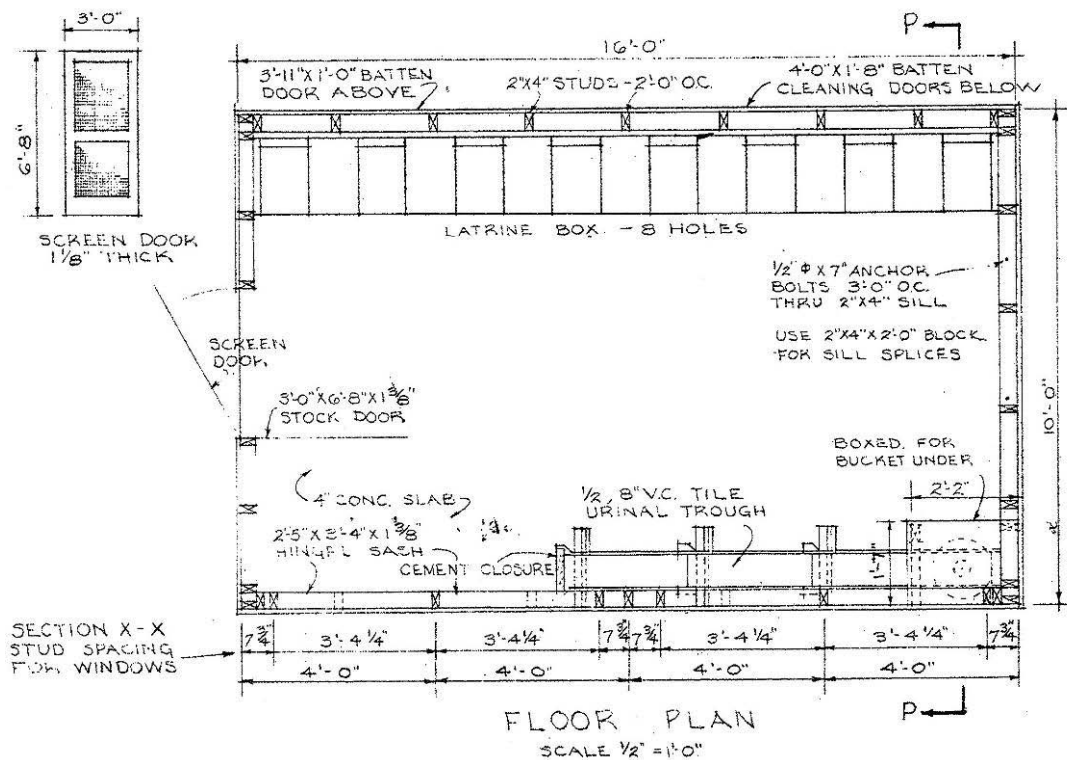 3'-0"
6'-8"
SCREEN DOOR
1 1/8" THICK
P
16'-0"
3'-11"X1'-0" BATTEN
DOOR ABOVE
2"X4" STUDS - 2'-0" O.C.
4'-0"X1'-8" BATTEN
CLEANING DOORS BELOW
LATRINE BOX - 8 HOLES
1/2" Φ X 7" ANCHOR
BOLTS 3'-0" O.C.
THRU 2"X4" SILL
USE 2"X4"X2'-0" BLOCK
FOR SILL SPLICES
10'-0"
SCREEN
DOOR
3'-0"X6'-8"X1 3/8"
STOCK DOOR
BOXED FOR
BUCKET UNDER
2'-2"
4" CONC. SLAB
1/2, 8" V.C. TILE
URINAL TROUGH
2'-5"X3'-4"X1 3/8"
SASH
CEMENT CLOSURE
1'-7"
SECTION X-X
STUD SPACING
FOR WINDOWS
7 3/4" 3'-4 1/4" 3'-4 1/4" 7 3/4 7 3/4" 3'-4 1/4" 3'-4 1/4" 7 3/4"
4'-0" 4'-0" 4'-0" 4'-0"
P
FLOOR PLAN
SCALE 1/2" = 1'-0"